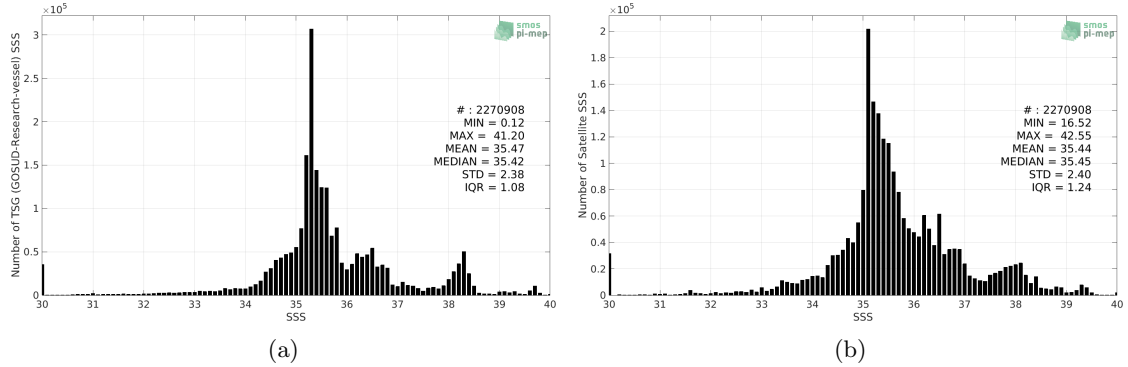 ×10⁵
Number of TSG (GOSUD-Research-vessel) SSS
3
2.5
2
1.5
1
0.5
0
smos
pi-mep
# : 2270908
MIN = 0.12
MAX = 41.20
MEAN = 35.47
MEDIAN = 35.42
STD = 2.38
IQR = 1.08
30 31 32 33 34 35 36 37 38 39 40
SSS
(a)
×10⁵
Number of Satellite SSS
2
1.8
1.6
1.4
1.2
1
0.8
0.6
0.4
0.2
0
smos
pi-mep
# : 2270908
MIN = 16.52
MAX = 42.55
MEAN = 35.44
MEDIAN = 35.45
STD = 2.40
IQR = 1.24
30 31 32 33 34 35 36 37 38 39 40
SSS
(b)